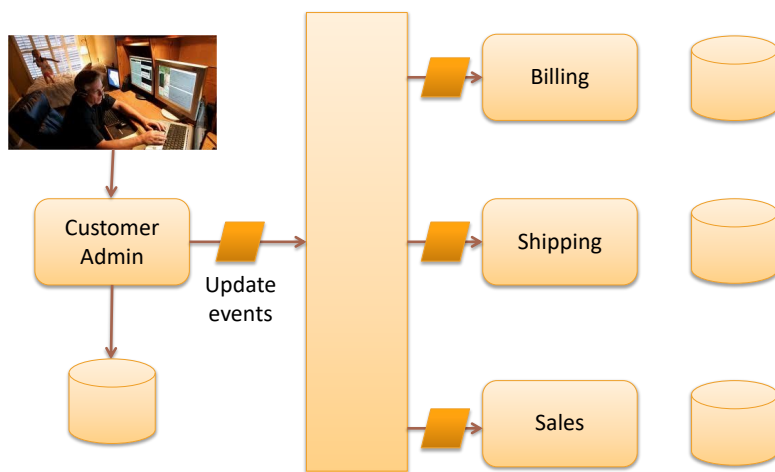 Billing
Customer
Admin
Shipping
Update
events
Sales